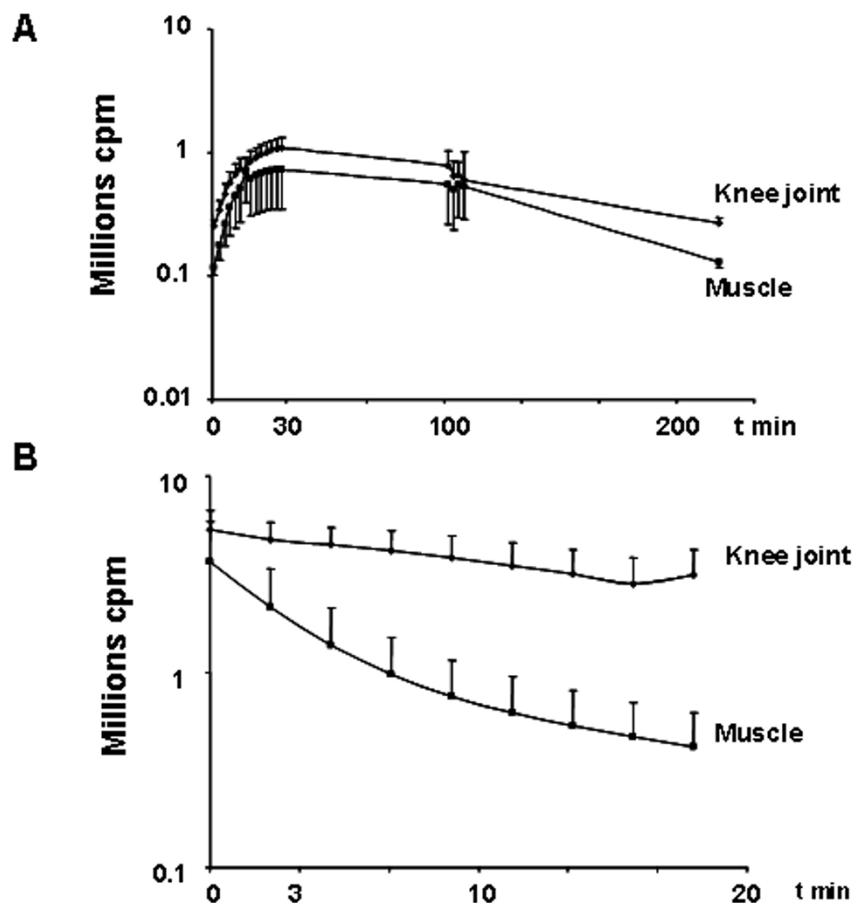 A
Millions cpm
10
1
0.1
0.01
Knee joint
Muscle
0 30 100 200 t min
B
Millions cpm
10
1
0.1
Knee joint
Muscle
0 3 10 20 t min